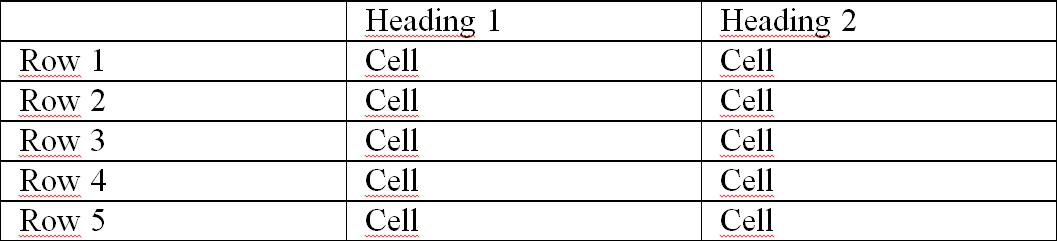 Heading 1 Heading 2
Row 1 Cell Cell
Row 2 Cell Cell
Row 3 Cell Cell
Row 4 Cell Cell
Row 5 Cell Cell